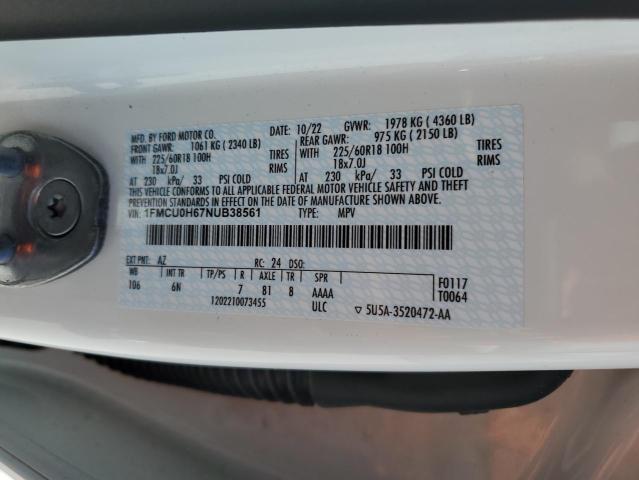 MFD. BY FORD MOTOR CO.
DATE: 10/22 GVWR: 1978 KG ( 4360 LB)
FRONT GAWR: 1061 KG ( 2340 LB) REAR GAWR: 975 KG ( 2150 LB)
WITH 225/60R18 100H TIRES WITH 225/60R18 100H TIRES
18x7.0J RIMS 18x7.0J RIMS
AT 230 kPa/ 33 PSI COLD AT 230 kPa/ 33 PSI COLD
THIS VEHICLE CONFORMS TO ALL APPLICABLE FEDERAL MOTOR VEHICLE SAFETY AND THEFT
PREVENTION STANDARDS IN EFFECT ON THE DATE OF MANUFACTURE SHOWN ABOVE.
VIN: 1FMCU0H67NUB38561 TYPE: MPV
EXT PNT: AZ RC: 24 DSO:
WB INT TR TP/PS R AXLE TR SPR F0117
106 6N 7 81 8 AAAA T0064
1202210073455 ULC ▽ 5U5A-3520472-AA